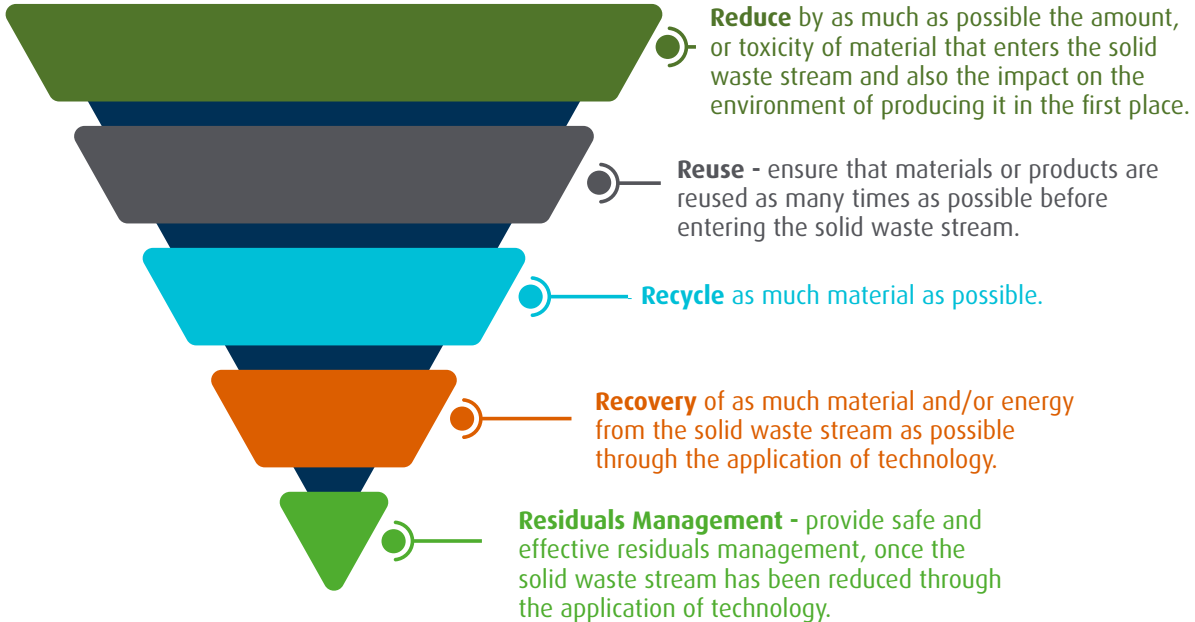 Reduce by as much as possible the amount,
or toxicity of material that enters the solid
waste stream and also the impact on the
environment of producing it in the first place.
Reuse - ensure that materials or products are
reused as many times as possible before
entering the solid waste stream.
Recycle as much material as possible.
Recovery of as much material and/or energy
from the solid waste stream as possible
through the application of technology.
Residuals Management - provide safe and
effective residuals management, once the
solid waste stream has been reduced through
the application of technology.